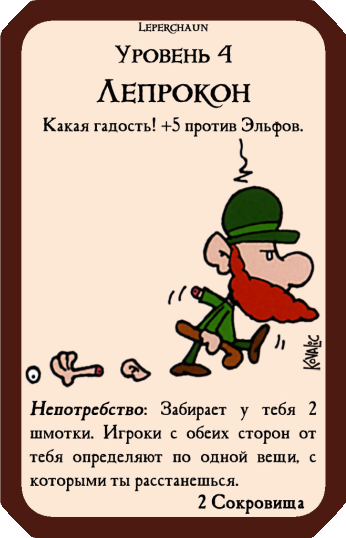 Leperchaun
Уровень 4
Лепрокон
Какая гадость! +5 против Эльфов.
Kovalic
Непотребство: Забирает у тебя 2
шмотки. Игроки с обеих сторон от
тебя определяют по одной вещи, с
которыми ты расстанешься.
2 Сокровища